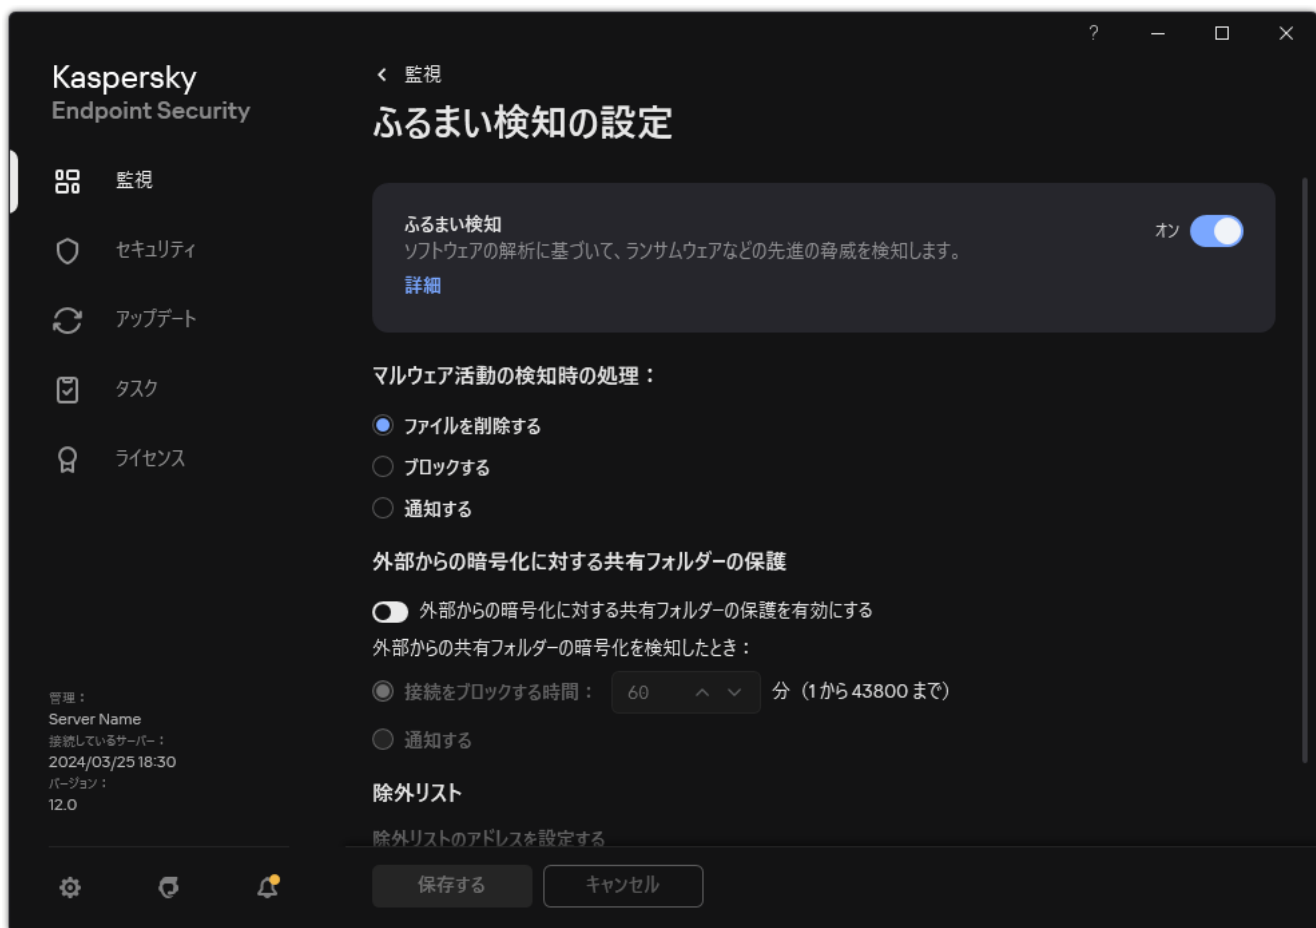 ?
Kaspersky
Endpoint Security
監視
セキュリティ
アップデート
タスク
ライセンス
管理：
Server Name
接続しているサーバー：
2024/03/25 18:30
バージョン：
12.0
監視
ふるまい検知の設定
ふるまい検知
ソフトウェアの解析に基づいて、ランサムウェアなどの先進の脅威を検知します。
オン
詳細
マルウェア活動の検知時の処理：
ファイルを削除する
ブロックする
通知する
外部からの暗号化に対する共有フォルダーの保護
外部からの暗号化に対する共有フォルダーの保護を有効にする
外部からの共有フォルダーの暗号化を検知したとき：
接続をブロックする時間： 60 分（1 から 43800 まで）
通知する
除外リスト
除外リストのアドレスを設定する
保存する
キャンセル